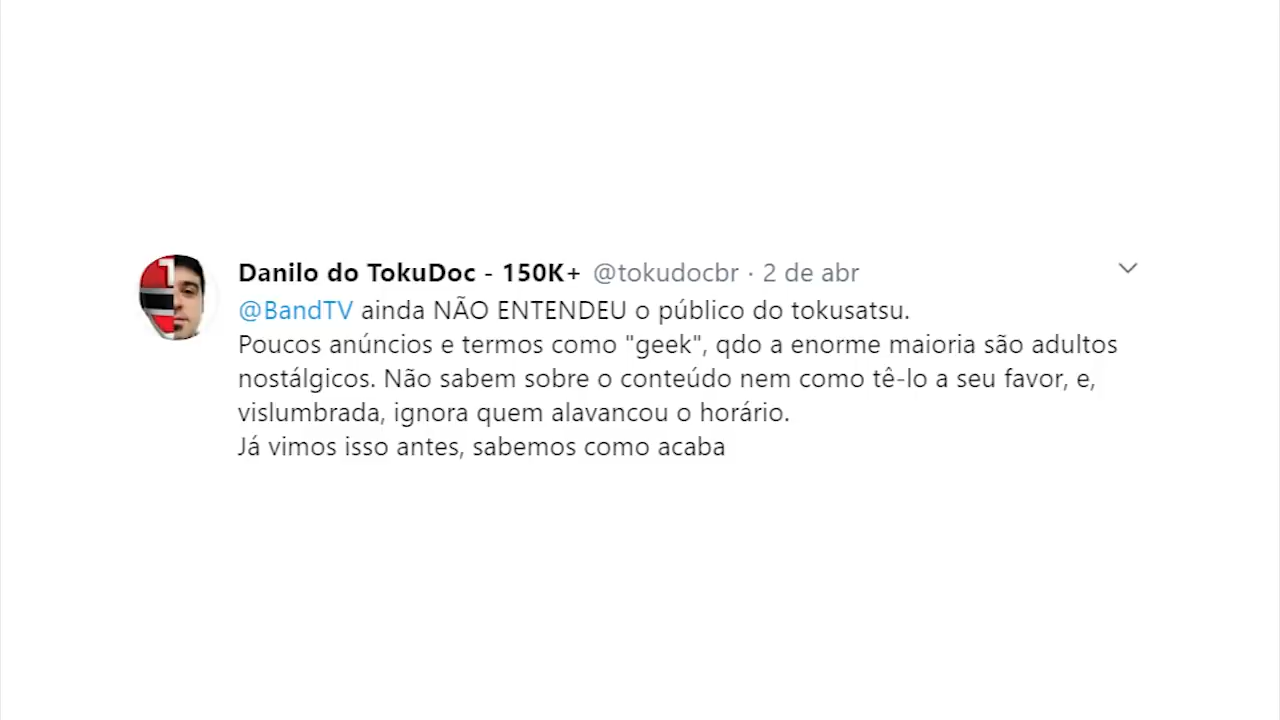 Danilo do TokuDoc - 150K+ @tokudocbr · 2 de abr
@BandTV ainda NÃO ENTENDEU o público do tokusatsu.
Poucos anúncios e termos como "geek", qdo a enorme maioria são adultos
nostálgicos. Não sabem sobre o conteúdo nem como tê-lo a seu favor, e,
vislumbrada, ignora quem alavancou o horário.
Já vimos isso antes, sabemos como acaba